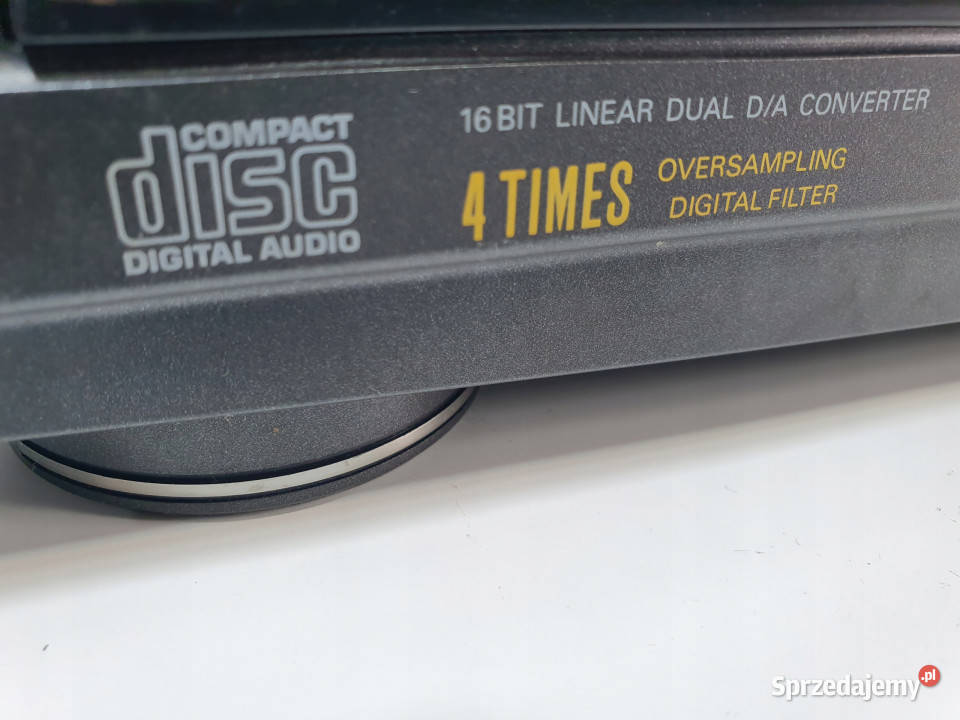 COMPACT
disc
DIGITAL AUDIO
16 BIT LINEAR DUAL D/A CONVERTER
4 TIMES OVERSAMPLING
DIGITAL FILTER
Sprzedajemy.pl